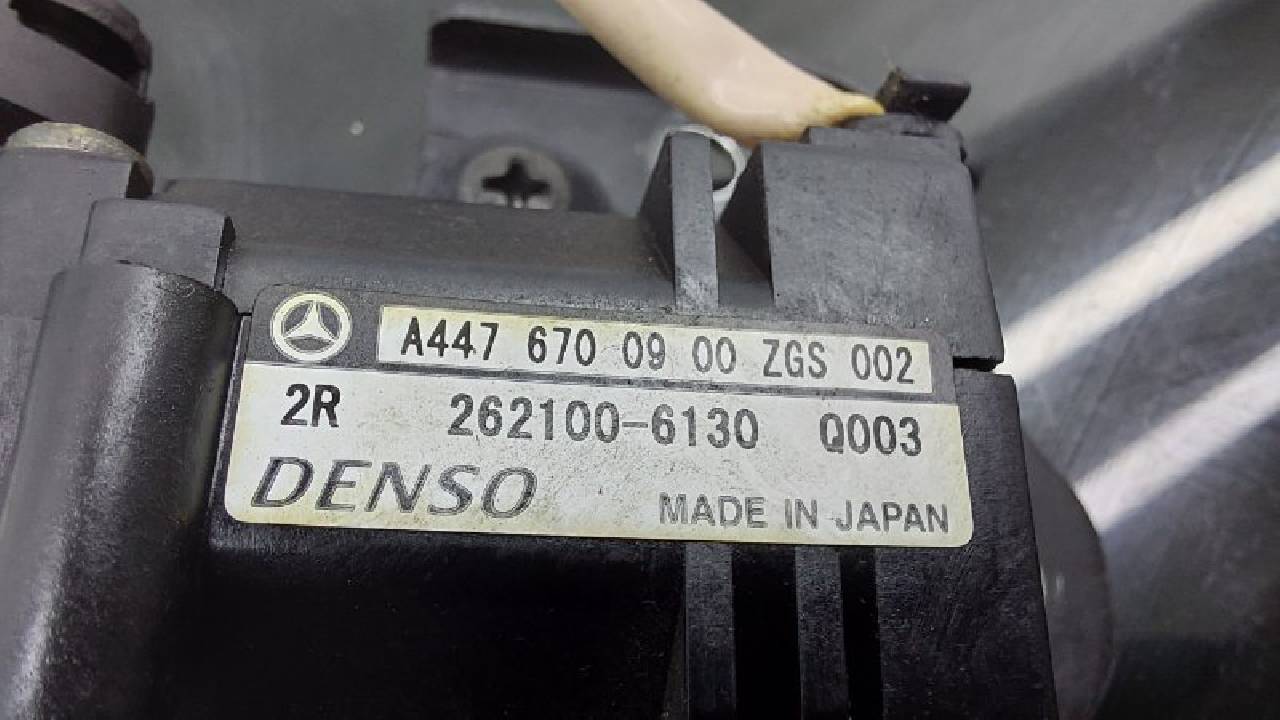 A447 670 09 00 ZGS 002
2R 262100-6130 Q003
DENSO MADE IN JAPAN